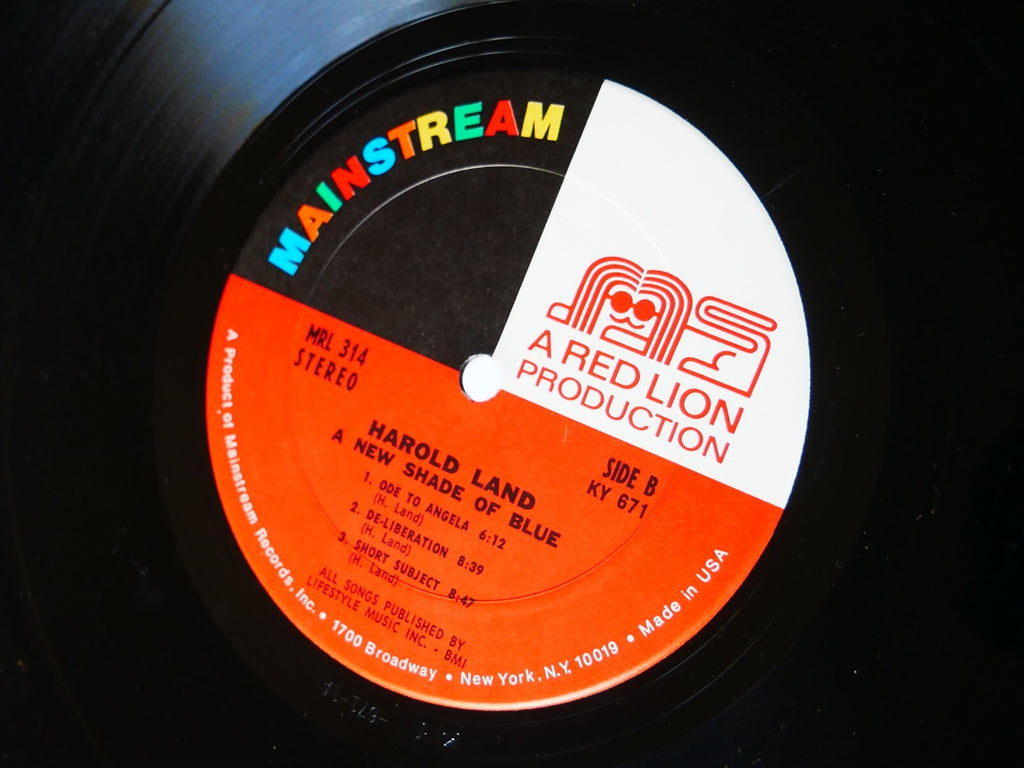 MAINSTREAM
A RED LION
PRODUCTION
MRL 314
STEREO
SIDE B
KY 671
HAROLD LAND
A NEW SHADE OF BLUE
1. ODE TO ANGELA 6:12
(H. Land)
2. DE-LIBERATION 8:39
(H. Land)
3. SHORT SUBJECT 8:47
(H. Land)
ALL SONGS PUBLISHED BY
LIFESTYLE MUSIC INC. - BMI
A Product of Mainstream Records, Inc. • 1700 Broadway • New York, N.Y. 10019 • Made in USA